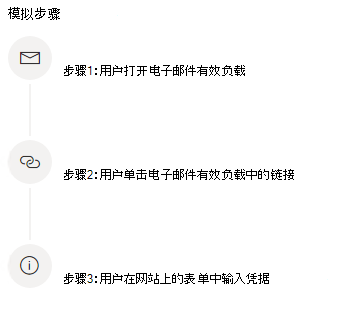 模拟步骤
步骤1:用户打开电子邮件有效负载
步骤2:用户单击电子邮件有效负载中的链接
步骤3:用户在网站上的表单中输入凭据